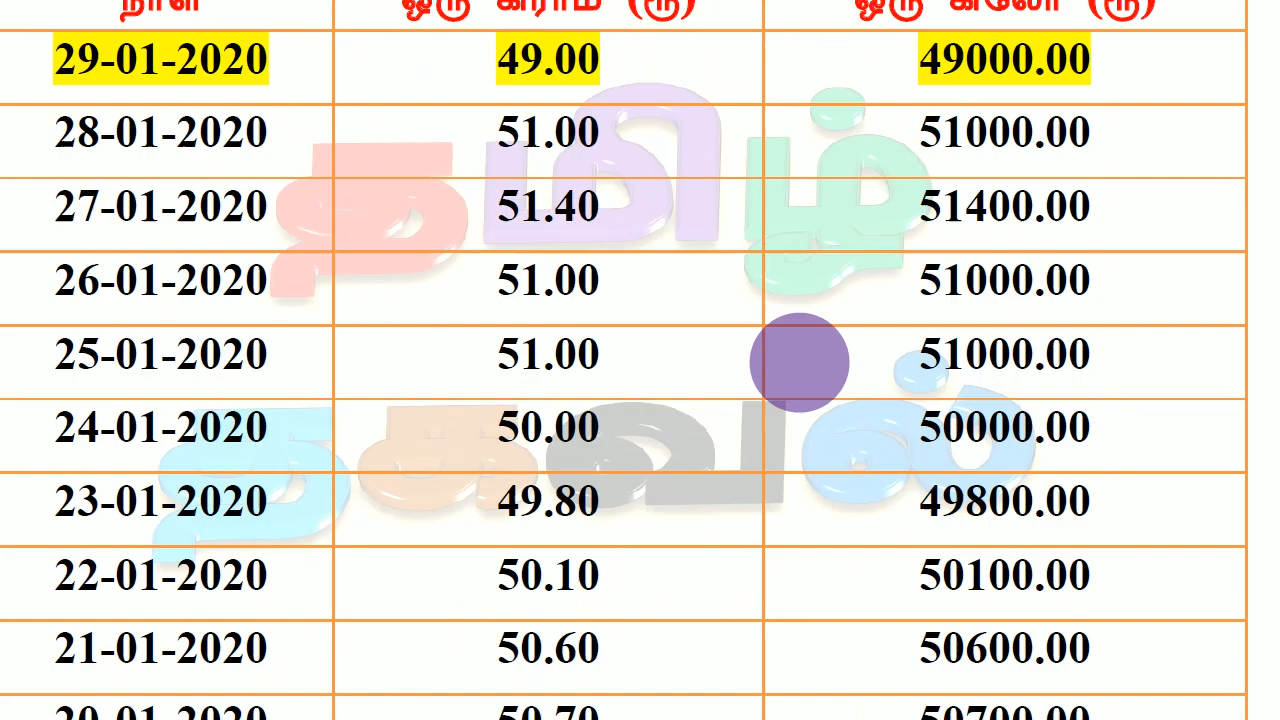 நாள் ஒரு கிராம் (ரூ) ஒரு கிலோ (ரூ)
29-01-2020 49.00 49000.00
28-01-2020 51.00 51000.00
27-01-2020 51.40 51400.00
26-01-2020 51.00 51000.00
25-01-2020 51.00 51000.00
24-01-2020 50.00 50000.00
23-01-2020 49.80 49800.00
22-01-2020 50.10 50100.00
21-01-2020 50.60 50600.00
20-01-2020 50.70 50700.00
தமிழ்
தகவல்